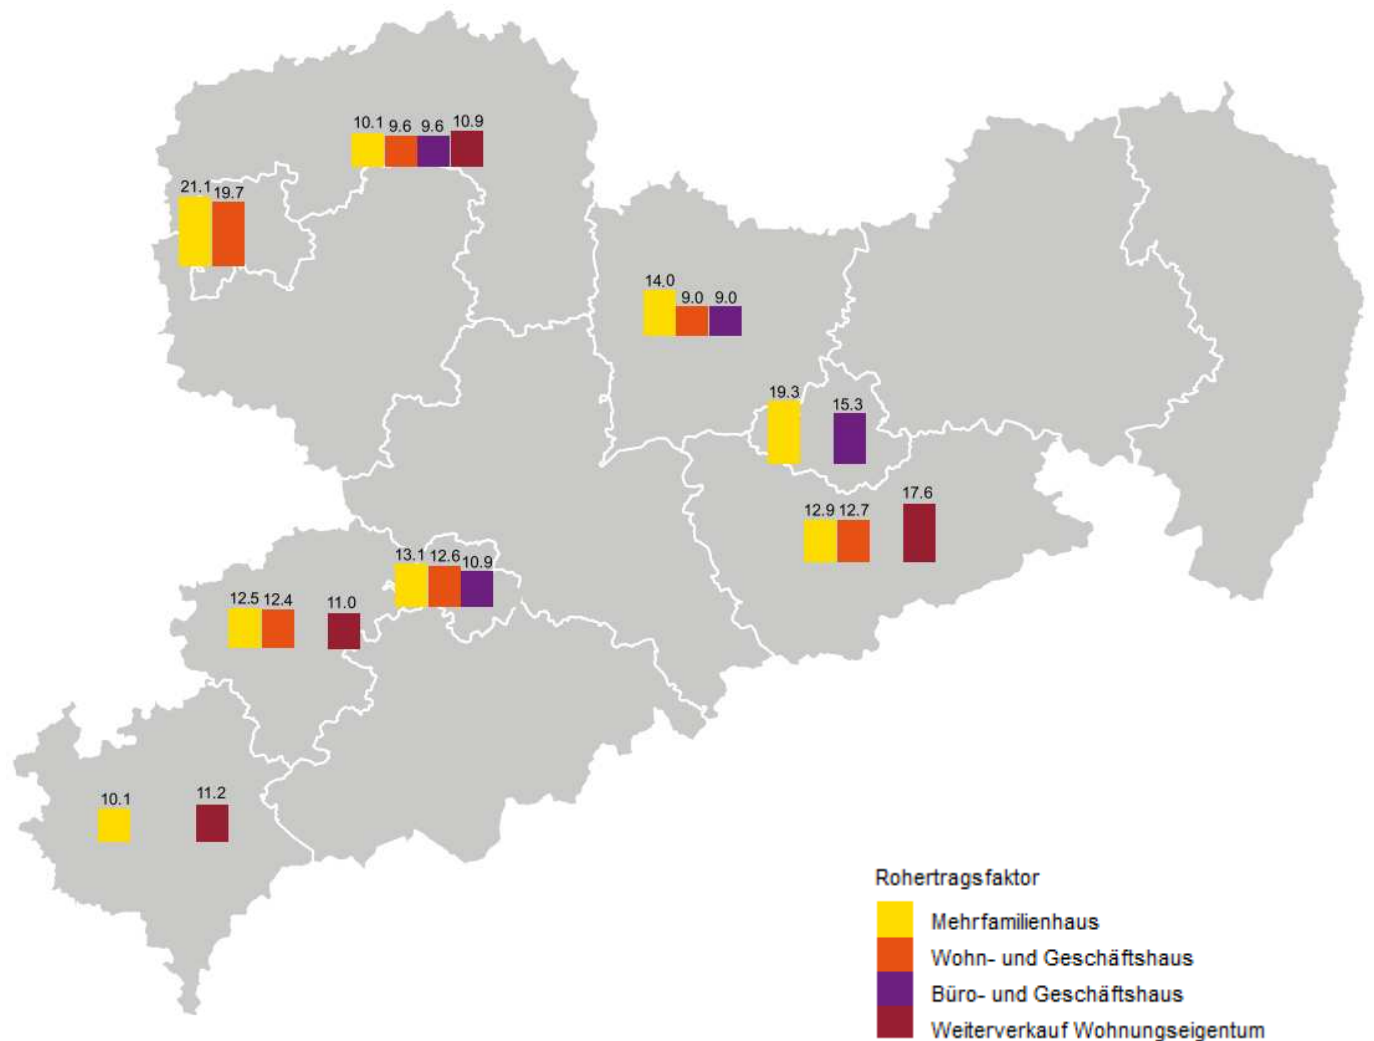 10.1 9.6 9.6 10.9
21.1 19.7
14.0 9.0 9.0
19.3 15.3
12.9 12.7 17.6
13.1 12.6 10.9
12.5 12.4 11.0
10.1 11.2
Rohertragsfaktor
Mehrfamilienhaus
Wohn- und Geschäftshaus
Büro- und Geschäftshaus
Weiterverkauf Wohnungseigentum